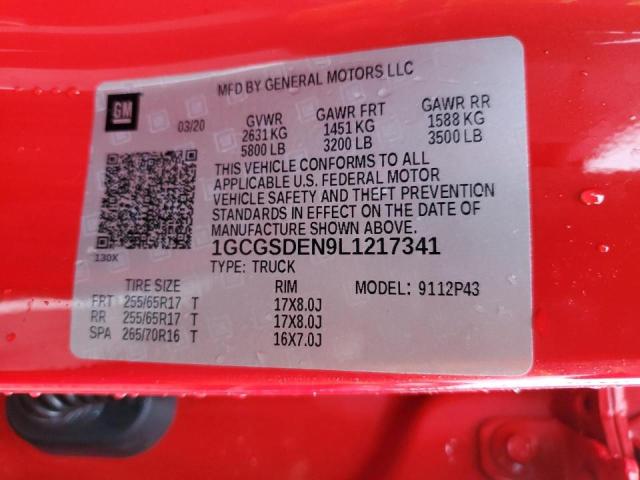 MFD BY GENERAL MOTORS LLC
GM
03/20
GVWR GAWR FRT GAWR RR
2631 KG 1451 KG 1588 KG
5800 LB 3200 LB 3500 LB
THIS VEHICLE CONFORMS TO ALL
APPLICABLE U.S. FEDERAL MOTOR
VEHICLE SAFETY AND THEFT PREVENTION
STANDARDS IN EFFECT ON THE DATE OF
MANUFACTURE SHOWN ABOVE.
130X
1GCGSDEN9L1217341
TYPE: TRUCK
TIRE SIZE RIM MODEL: 9112P43
FRT 255/65R17 T 17X8.0J
RR 255/65R17 T 17X8.0J
SPA 265/70R16 T 16X7.0J